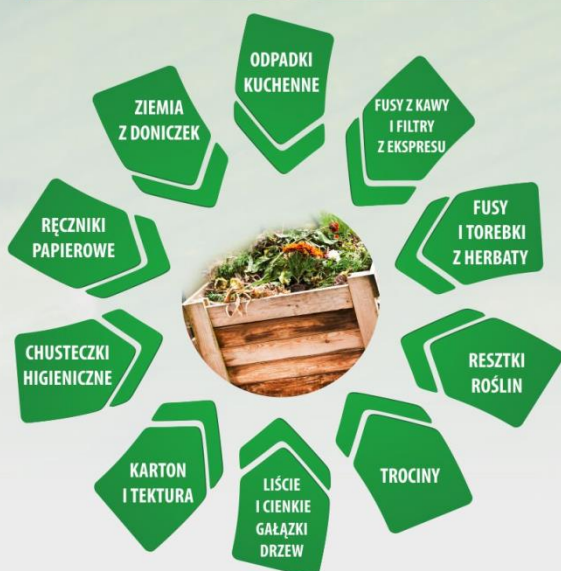 ODPADKI
KUCHENNE
FUSY Z KAWY
I FILTRY
Z EKSPRESU
FUSY
I TOREBKI
Z HERBATY
RESZTKI
ROŚLIN
TROCINY
LIŚCIE
I CIENKIE
GAŁĄZKI
DRZEW
KARTON
I TEKTURA
CHUSTECZKI
HIGIENICZNE
RĘCZNIKI
PAPIEROWE
ZIEMIA
Z DONICZEK